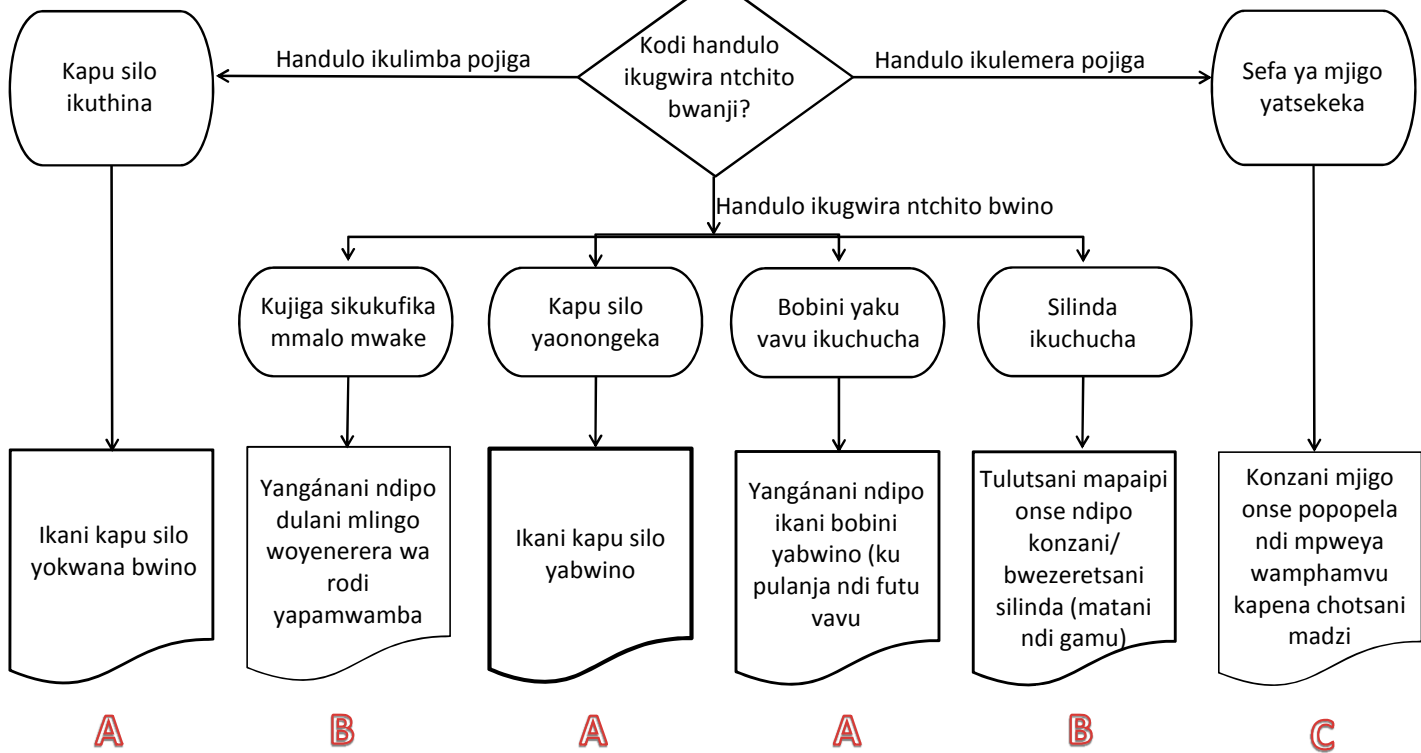 Kodi handulo
ikugwira ntchito
bwanji?
Handulo ikulimba pojiga
Handulo ikulemera pojiga
Kapu silo
ikuthina
Sefa ya mjigo
yatsekeka
Handulo ikugwira ntchito bwino
Kujiga sikukufika
mmalo mwake
Kapu silo
yaonongeka
Bobini yaku
vavu ikuchucha
Silinda
ikuchucha
Ikani kapu silo
yokwana bwino
Yangánani ndipo
dulani mlingo
woyenerera wa
rodi
yapamwamba
Ikani kapu silo
yabwino
Yangánani ndipo
ikani bobini
yabwino (ku
pulanja ndi futu
vavu
Tulutsani mapaipi
onse ndipo
konzani/
bwezeretsani
silinda (matani
ndi gamu)
Konzani mjigo
onse popopela
ndi mpweya
wamphamvu
kapena chotsani
madzi
A
B
A
A
B
C